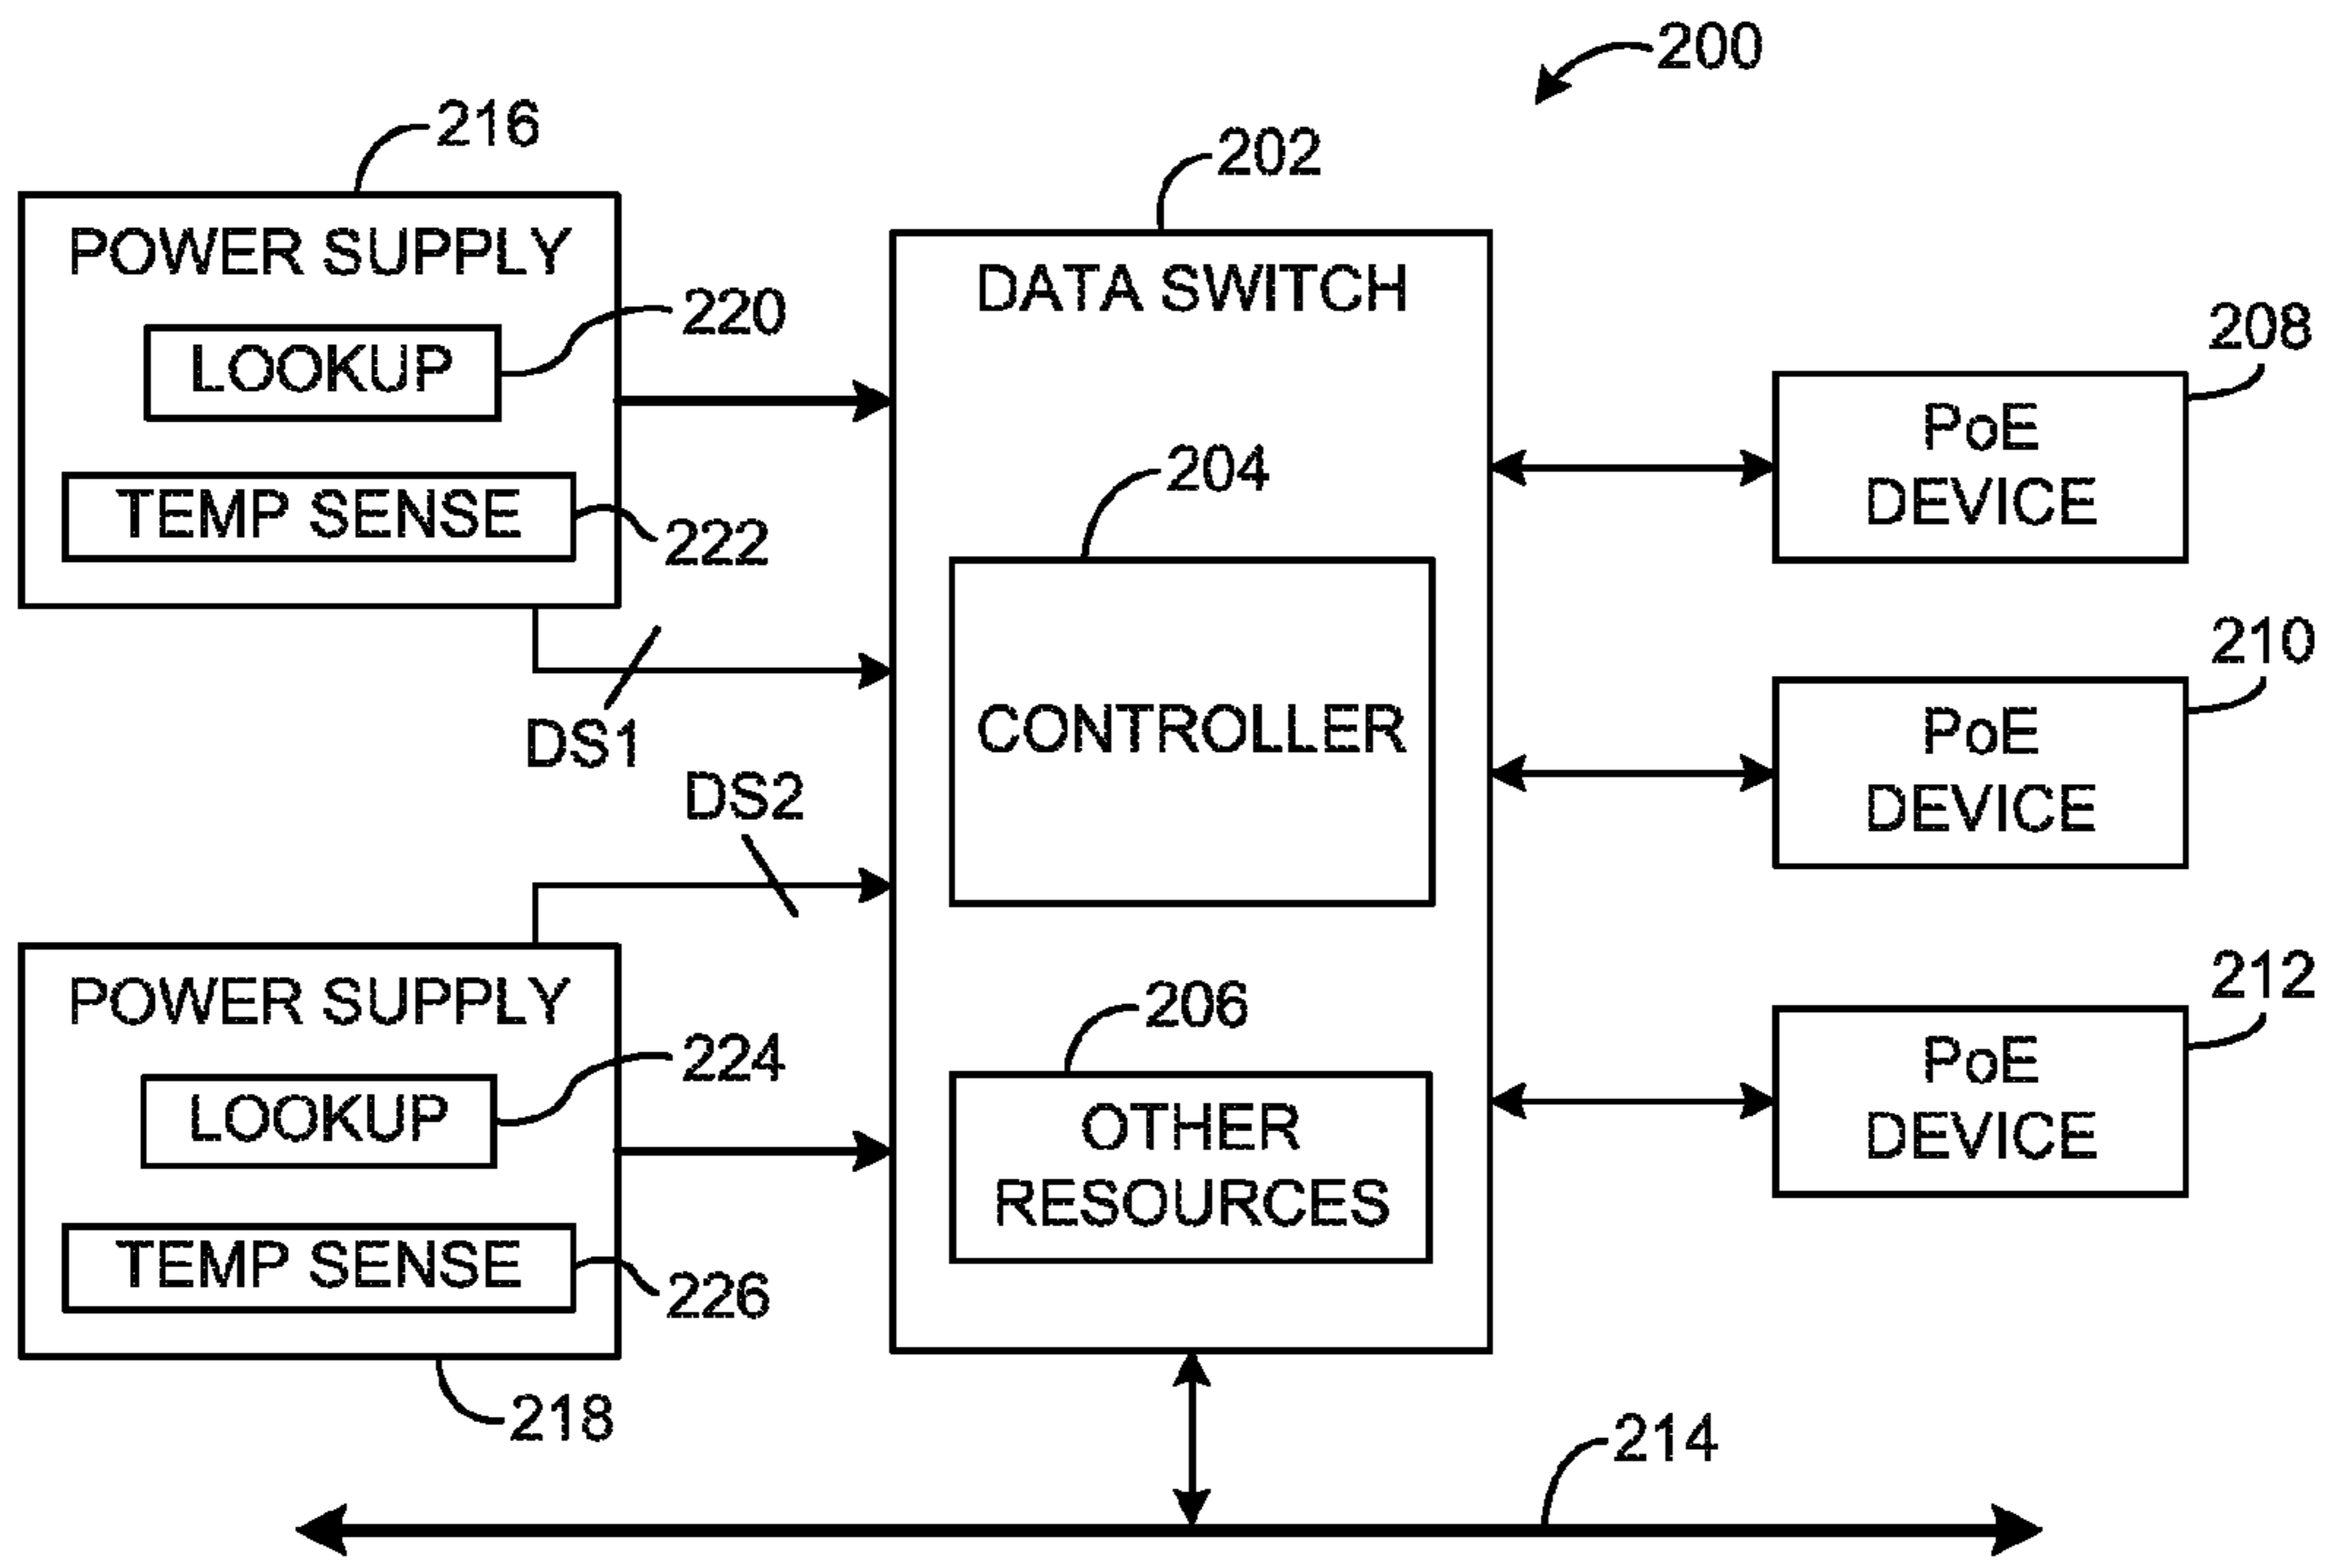 200
216
202
POWER SUPPLY
DATA SWITCH
220
208
LOOKUP
PoE
DEVICE
204
TEMP SENSE
222
210
DS1
CONTROLLER
PoE
DEVICE
DS2
212
POWER SUPPLY
206
224
PoE
DEVICE
LOOKUP
OTHER
RESOURCES
TEMP SENSE
226
218
214